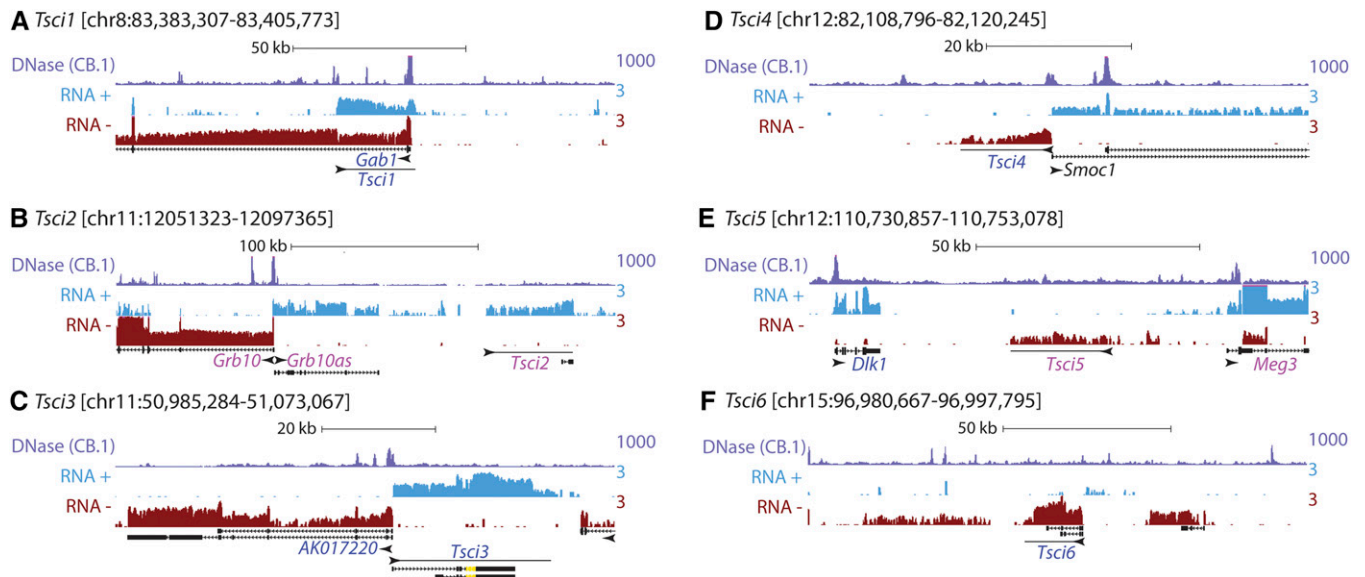 A Tsci1 [chr8:83,383,307-83,405,773]
50 kb
DNase (CB.1) 1000
RNA + 3
RNA - 3
Gab1
Tsci1
B Tsci2 [chr11:12051323-12097365]
100 kb
DNase (CB.1) 1000
RNA + 3
RNA - 3
Grb10 Grb10as Tsci2
C Tsci3 [chr11:50,985,284-51,073,067]
20 kb
DNase (CB.1) 1000
RNA + 3
RNA - 3
AK017220 Tsci3
D Tsci4 [chr12:82,108,796-82,120,245]
20 kb
DNase (CB.1) 1000
RNA + 3
RNA - 3
Tsci4 Smoc1
E Tsci5 [chr12:110,730,857-110,753,078]
50 kb
DNase (CB.1) 1000
RNA + 3
RNA - 3
Dlk1 Tsci5 Meg3
F Tsci6 [chr15:96,980,667-96,997,795]
50 kb
DNase (CB.1) 1000
RNA + 3
RNA - 3
Tsci6